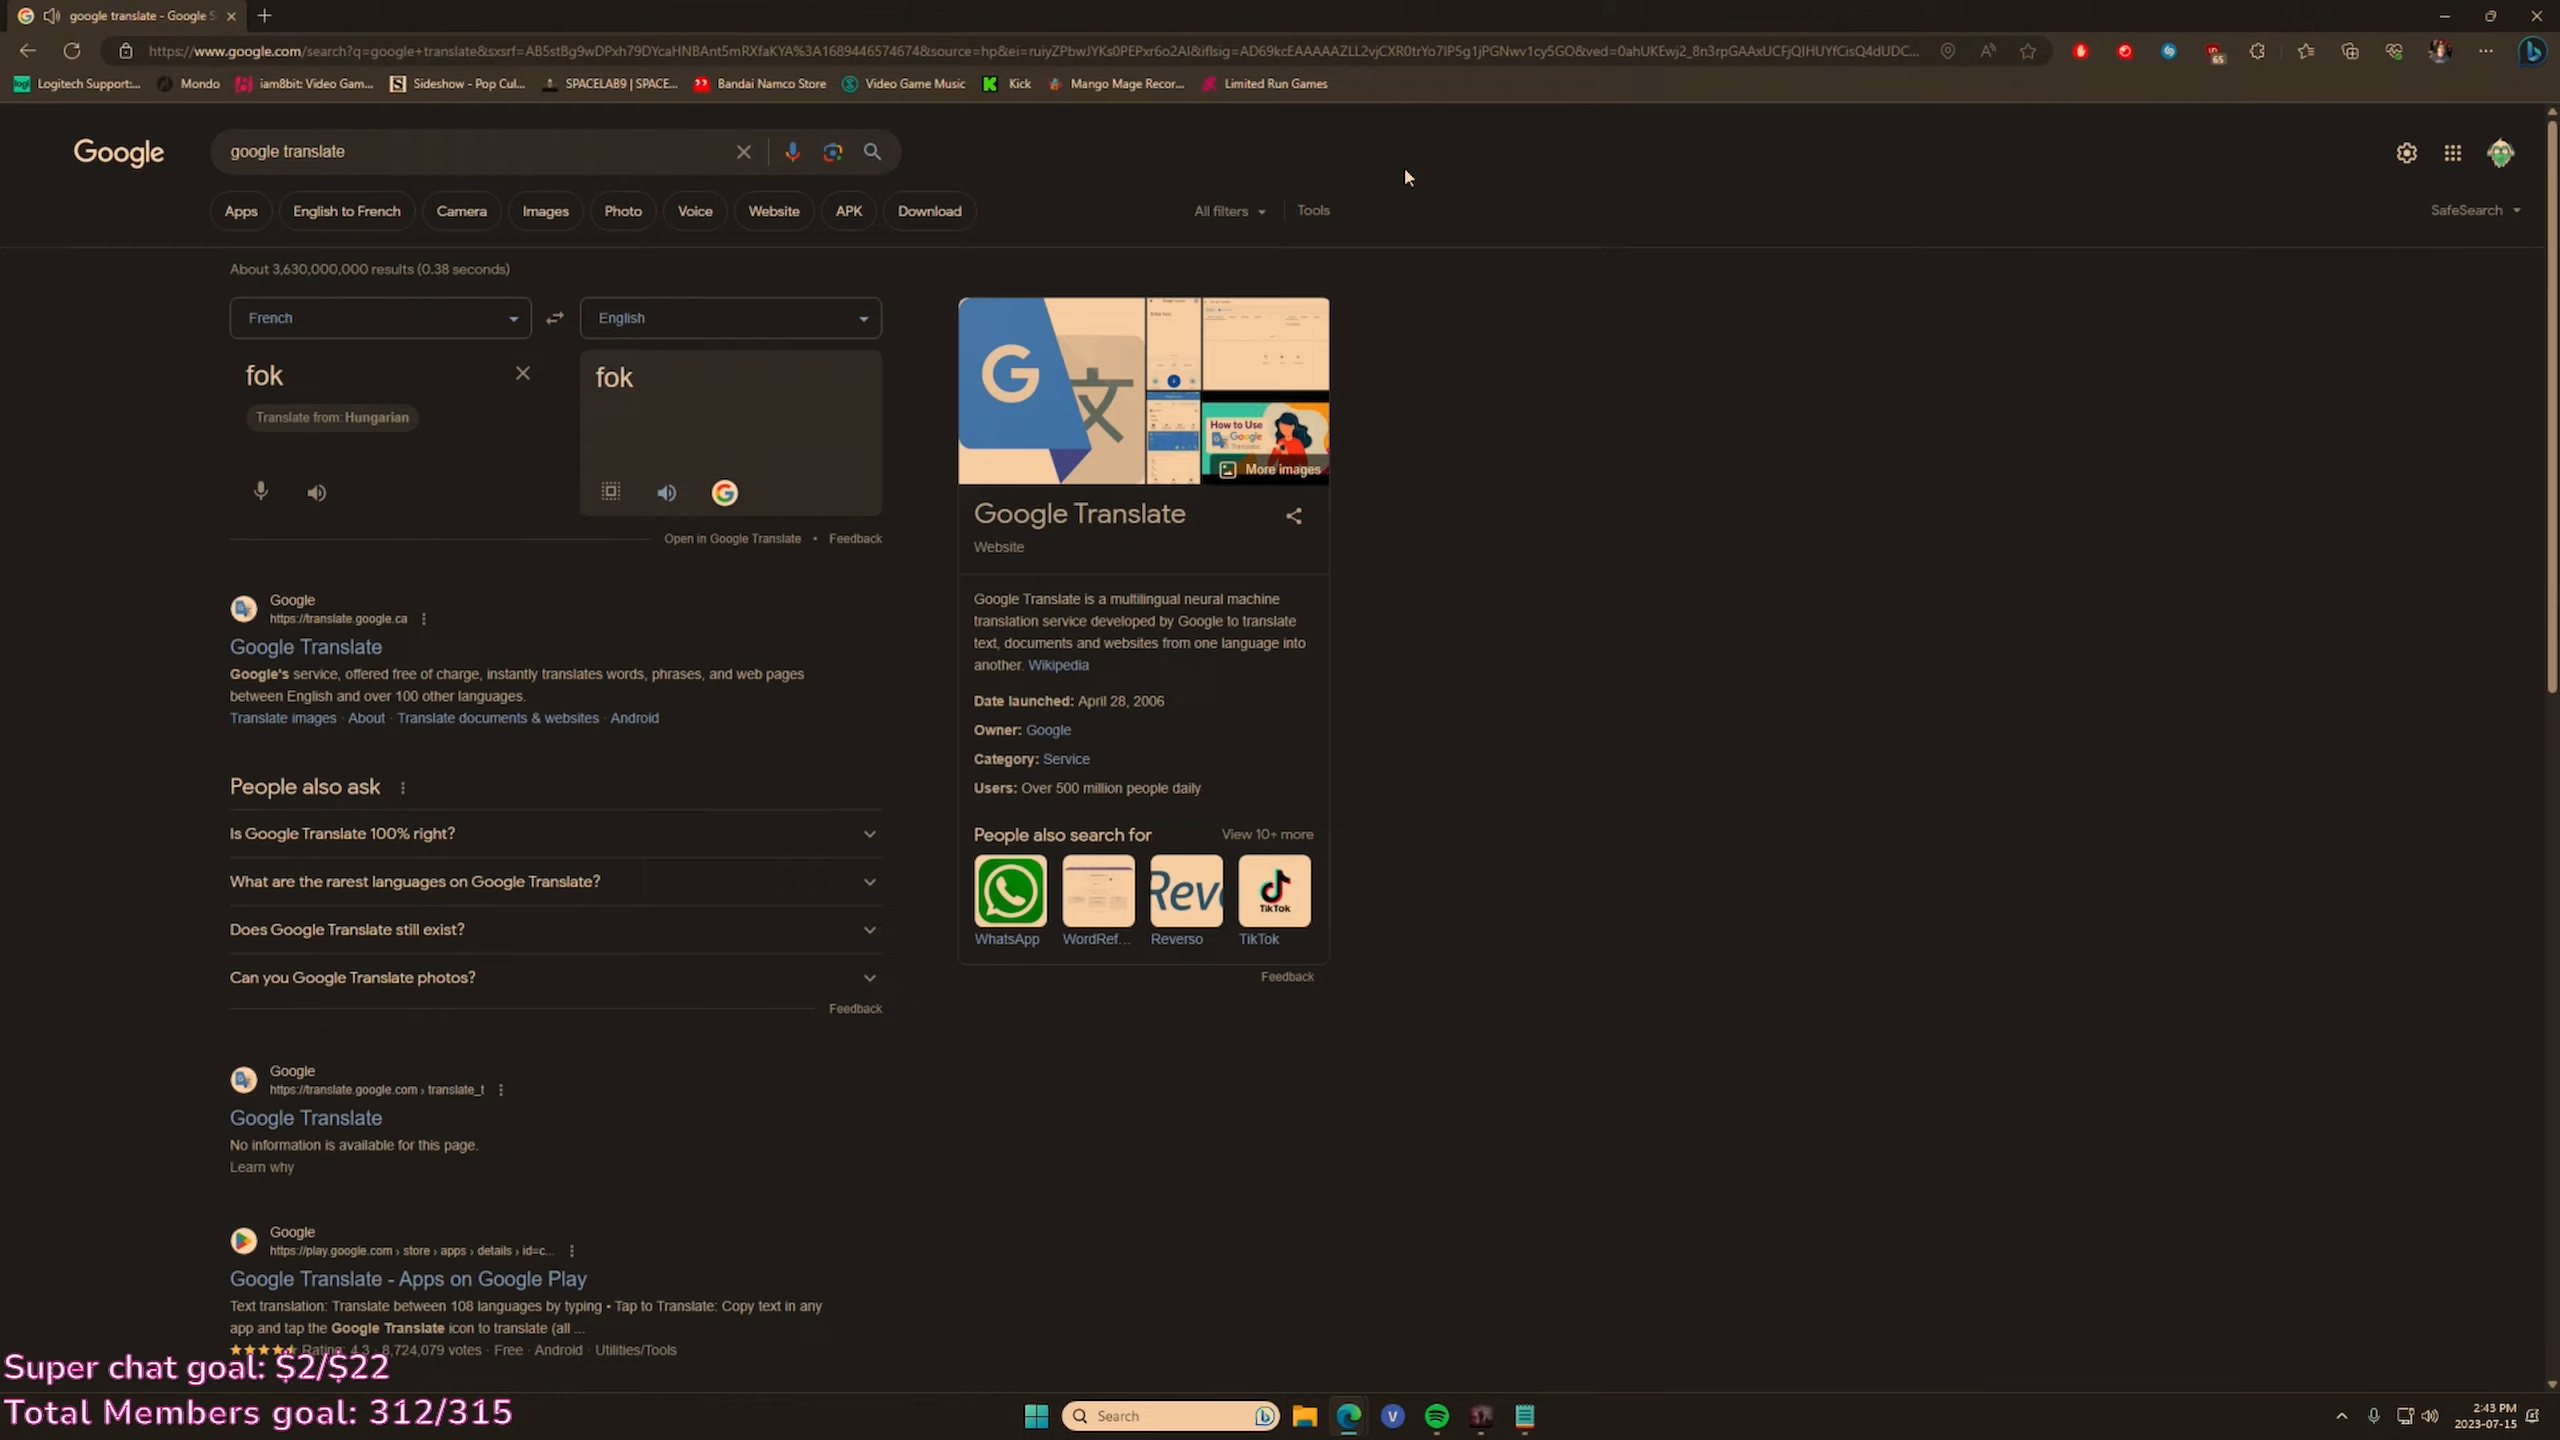 google translate - Google S
https://www.google.com/search?q=google+translate&sxsrf=AB5stBg9wDPxh79DYcaHNBAnt5mRXfaKYA%3A1689446574674&source=hp&ei=ruiyZPbwJYKs0PEPxr6o2AI&iflsig=AD69kcEAAAAAZLL2vjCXR0trYo7lP5g1jPGNwv1cy5GO&ved=0ahUKEwj2_8n3rpGAAxUCFjQIHUYfCisQ4dUDC...
65
Logitech Support:...
Mondo
iam8bit: Video Gam...
Sideshow - Pop Cul...
SPACELAB9 | SPACE...
Bandai Namco Store
Video Game Music
Kick
Mango Mage Recor...
Limited Run Games
Google
google translate
Apps
English to French
Camera
Images
Photo
Voice
Website
APK
Download
All filters
Tools
SafeSearch
About 3,630,000,000 results (0.38 seconds)
French
English
fok
fok
Translate from: Hungarian
Open in Google Translate • Feedback
Google
https://translate.google.ca
Google Translate
Google's service, offered free of charge, instantly translates words, phrases, and web pages
between English and over 100 other languages.
Translate images · About · Translate documents & websites · Android
People also ask
Is Google Translate 100% right?
What are the rarest languages on Google Translate?
Does Google Translate still exist?
Can you Google Translate photos?
Feedback
Google
https://translate.google.com › translate_t
Google Translate
No information is available for this page.
Learn why
Google
https://play.google.com › store › apps › details › id=c...
Google Translate - Apps on Google Play
Text translation: Translate between 108 languages by typing • Tap to Translate: Copy text in any
app and tap the Google Translate icon to translate (all ...
Rating: 4.3 · 8,724,079 votes · Free · Android · Utilities/Tools
G
文
How to Use
Google
Translate
More images
Google Translate
Website
Google Translate is a multilingual neural machine
translation service developed by Google to translate
text, documents and websites from one language into
another. Wikipedia
Date launched: April 28, 2006
Owner: Google
Category: Service
Users: Over 500 million people daily
People also search for
View 10+ more
Reve
TikTok
WhatsApp
WordRef...
Reverso
TikTok
Feedback
Super chat goal: $2/$22
Total Members goal: 312/315
Search
V
2:43 PM
2023-07-15